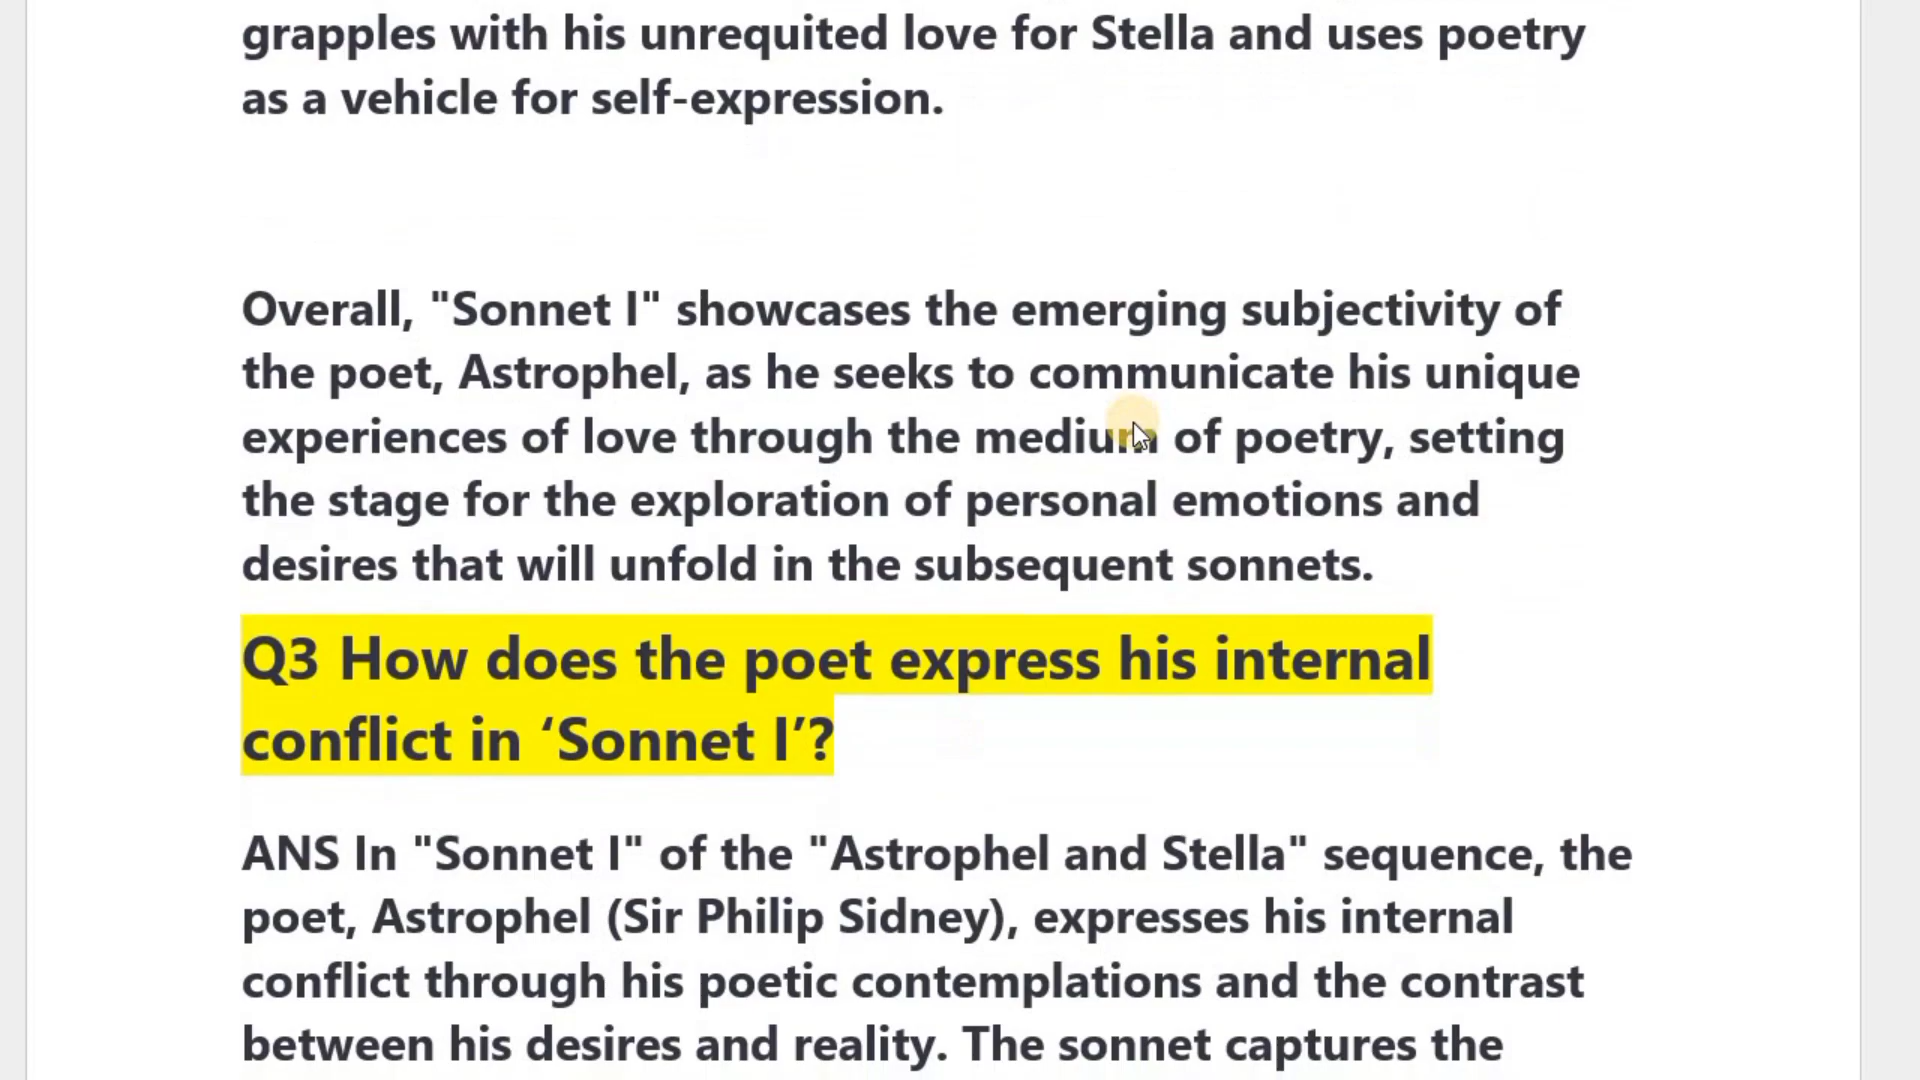 grapples with his unrequited love for Stella and uses poetry
as a vehicle for self-expression.
Overall, "Sonnet I" showcases the emerging subjectivity of
the poet, Astrophel, as he seeks to communicate his unique
experiences of love through the medium of poetry, setting
the stage for the exploration of personal emotions and
desires that will unfold in the subsequent sonnets.
Q3 How does the poet express his internal
conflict in ‘Sonnet I’?
ANS In "Sonnet I" of the "Astrophel and Stella" sequence, the
poet, Astrophel (Sir Philip Sidney), expresses his internal
conflict through his poetic contemplations and the contrast
between his desires and reality. The sonnet captures the